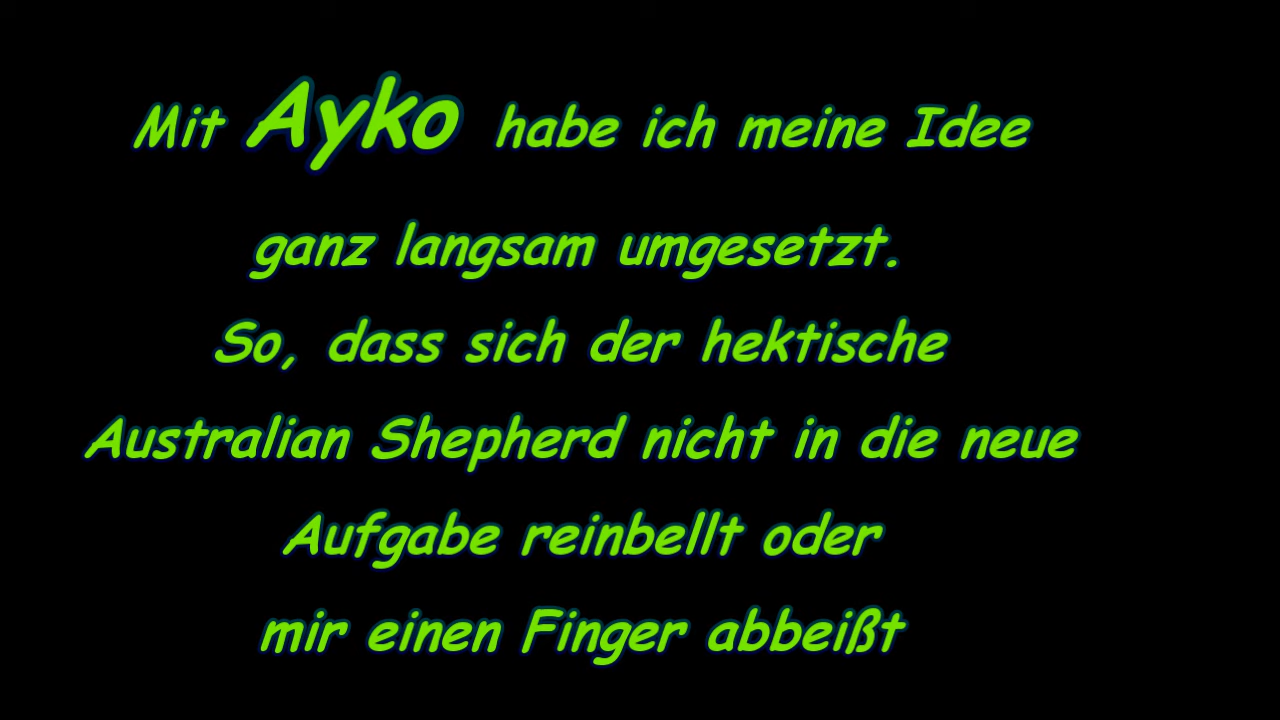 Mit Ayko habe ich meine Idee
ganz langsam umgesetzt.
So, dass sich der hektische
Australian Shepherd nicht in die neue
Aufgabe reinbellt oder
mir einen Finger abbeißt